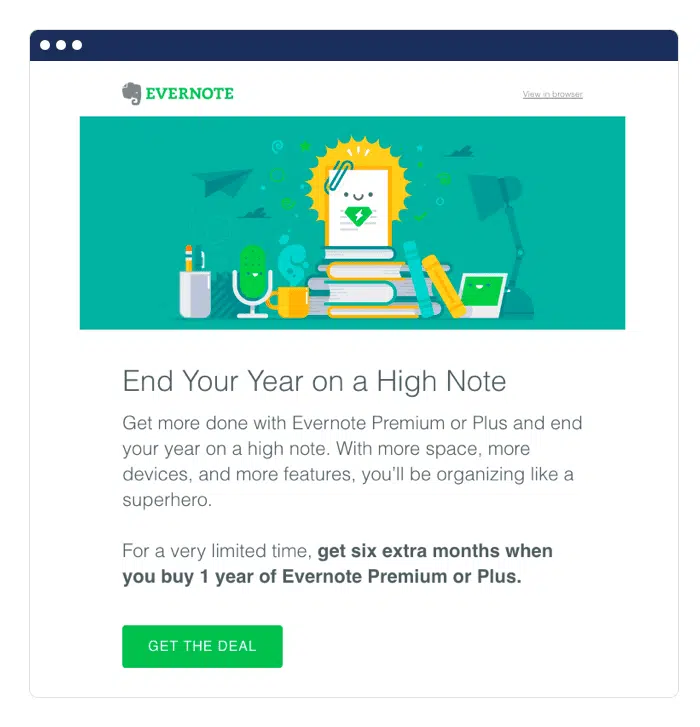 EVERNOTE
View in browser
End Your Year on a High Note
Get more done with Evernote Premium or Plus and end
your year on a high note. With more space, more
devices, and more features, you'll be organizing like a
superhero.
For a very limited time, get six extra months when
you buy 1 year of Evernote Premium or Plus.
GET THE DEAL